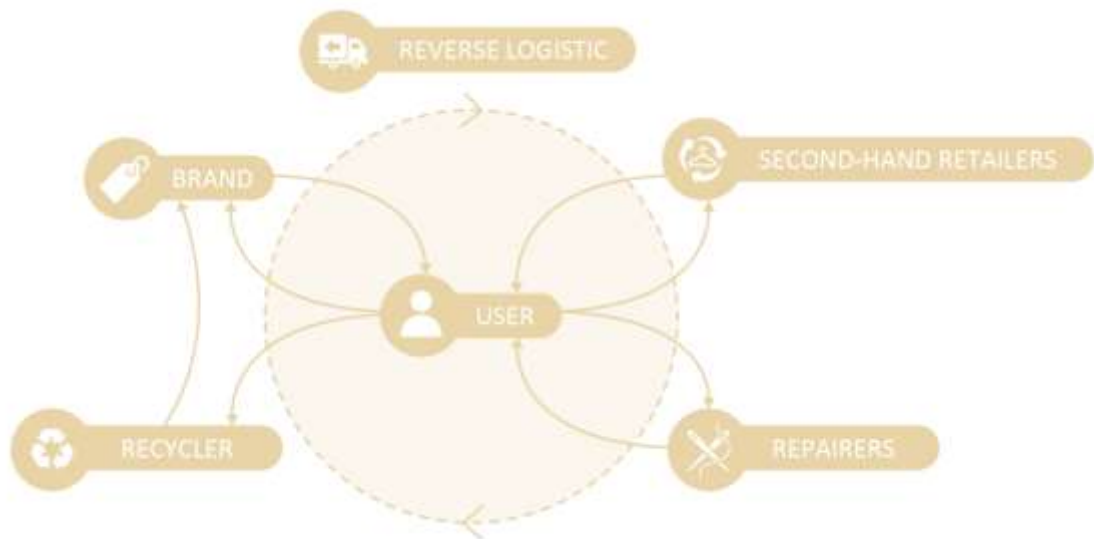 REVERSE LOGISTIC
BRAND
SECOND-HAND RETAILERS
USER
RECYCLER
REPAIRERS